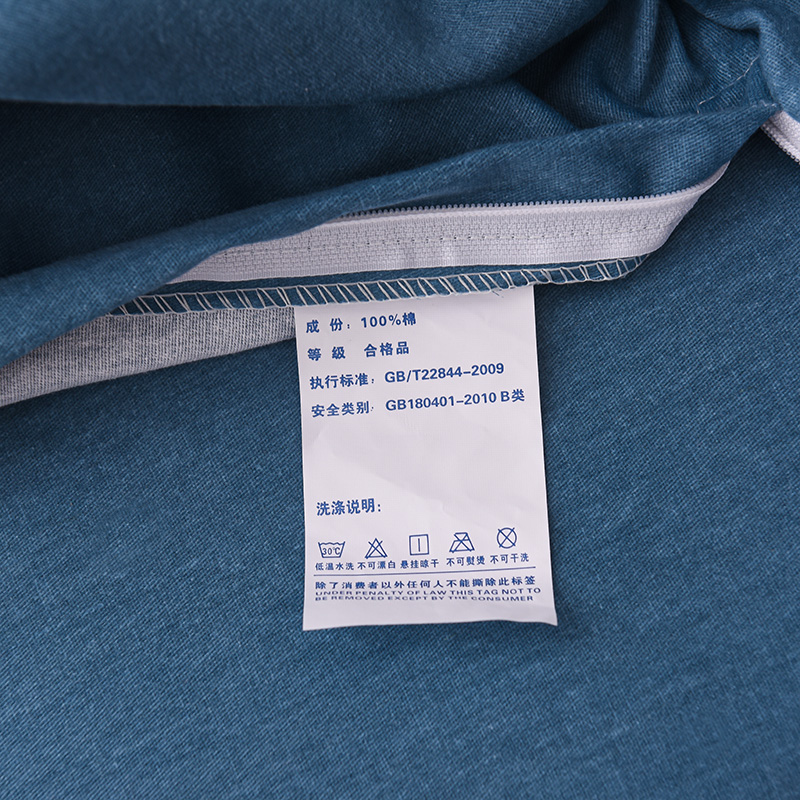 成 份：100%棉
等 级 合格品
执行标准：GB/T22844-2009
安全类别：GB180401-2010 B类
洗涤说明：
30℃
低温水洗 不可漂白 悬挂晾干 不可熨烫 不可干洗
除了消费者以外任何人不能撕除此标签
UNDER PENALTY OF LAW THIS TAG NOT TO
BE REMOVED EXCEPT BY THE CONSUMER